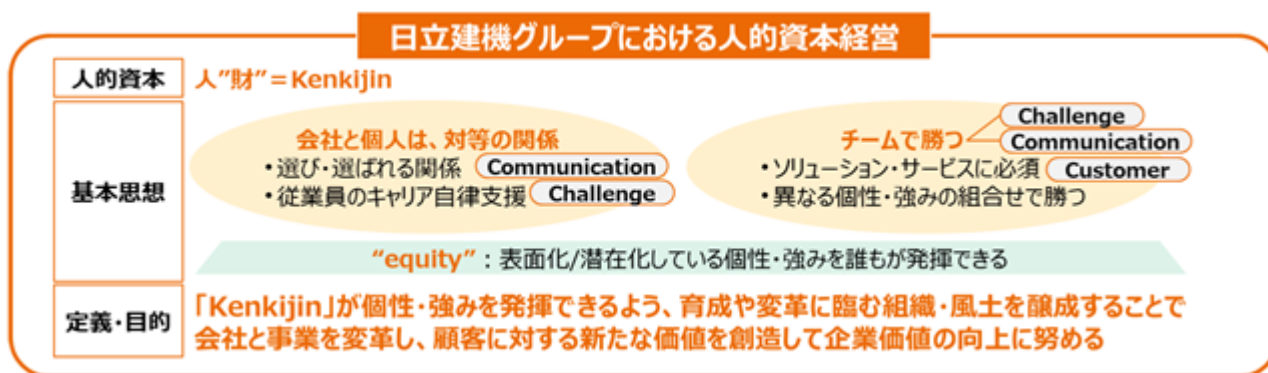 日立建機グループにおける人的資本経営
人的資本
人”財”＝Kenkijin
基本思想
会社と個人は、対等の関係
・選び・選ばれる関係 Communication
・従業員のキャリア自律支援 Challenge
チームで勝つ
Challenge
Communication
・ソリューション・サービスに必須 Customer
・異なる個性・強みの組合せで勝つ
“equity”：表面化/潜在化している個性・強みを誰もが発揮できる
定義・目的
「Kenkijin」が個性・強みを発揮できるよう、育成や変革に臨む組織・風土を醸成することで
会社と事業を変革し、顧客に対する新たな価値を創造して企業価値の向上に努める